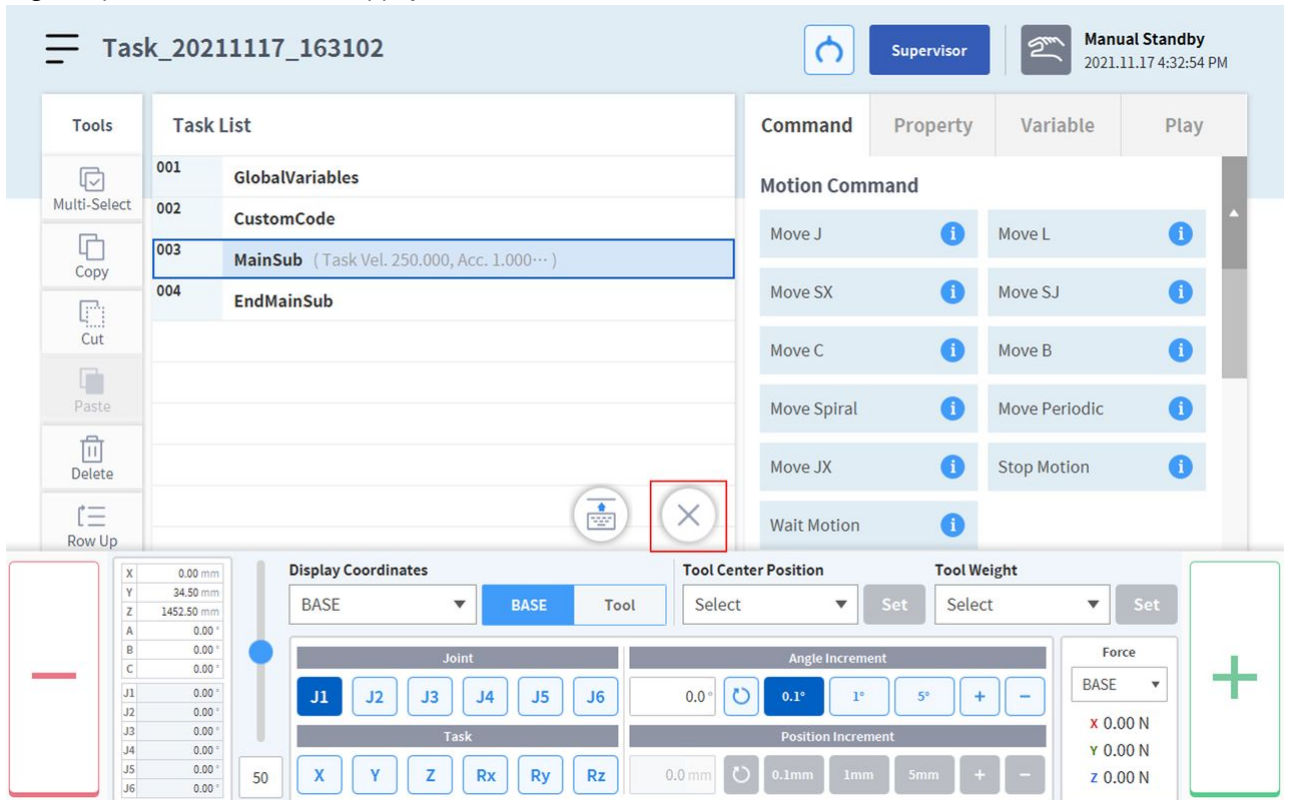 Task_20211117_163102
Supervisor
Manual Standby
2021.11.17 4:32:54 PM
Tools
Multi-Select
Copy
Cut
Paste
Delete
Row Up
Task List
001 GlobalVariables
002 CustomCode
003 MainSub ( Task Vel. 250.000, Acc. 1.000··· )
004 EndMainSub
Command Property Variable Play
Motion Command
Move J Move L
Move SX Move SJ
Move C Move B
Move Spiral Move Periodic
Move JX Stop Motion
Wait Motion
X 0.00 mm
Y 34.50 mm
Z 1452.50 mm
A 0.00 °
B 0.00 °
C 0.00 °
J1 0.00 °
J2 0.00 °
J3 0.00 °
J4 0.00 °
J5 0.00 °
J6 0.00 °
50
Display Coordinates
BASE BASE Tool
Tool Center Position
Select Set
Tool Weight
Select Set
Joint
J1 J2 J3 J4 J5 J6
Angle Increment
0.0 ° 0.1° 1° 5° + −
Task
X Y Z Rx Ry Rz
Position Increment
0.0 mm 0.1mm 1mm 5mm + −
Force
BASE
X 0.00 N
Y 0.00 N
Z 0.00 N